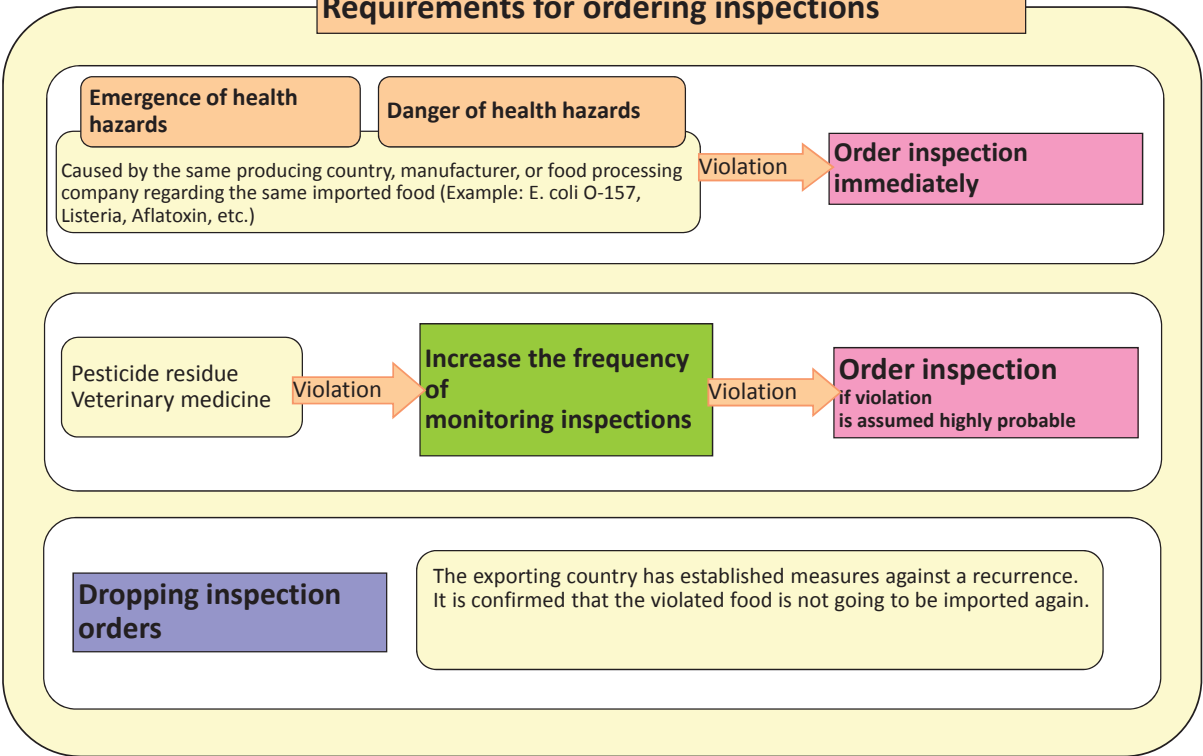 Requirements for ordering inspections
Emergence of health
hazards
Danger of health hazards
Caused by the same producing country, manufacturer, or food processing
company regarding the same imported food (Example: E. coli O-157,
Listeria, Aflatoxin, etc.)
Violation
Order inspection
immediately
Pesticide residue
Veterinary medicine
Violation
Increase the frequency
of
monitoring inspections
Violation
Order inspection
if violation
is assumed highly probable
Dropping inspection
orders
The exporting country has established measures against a recurrence.
It is confirmed that the violated food is not going to be imported again.